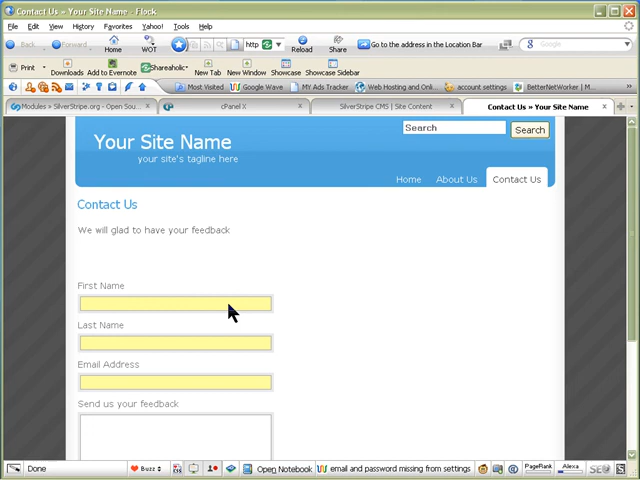 Contact Us » Your Site Name - Flock
File Edit View History Favorites Yahoo! Tools Help
Back Forward Home WOT http Reload Share Go to the address in the Location Bar Google
Print Downloads Add to Evernote Shareaholic New Tab New Window Showcase Showcase Sidebar
Most Visited Google Wave MY Ads Tracker Web Hosting and Onli... account settings BetterNetWorker | M...
Modules » SilverStripe.org - Open Sou... cPanel X SilverStripe CMS | Site Content Contact Us » Your Site Name
Search Search
Your Site Name
your site's tagline here
Home About Us Contact Us
Contact Us
We will glad to have your feedback
First Name
Last Name
Email Address
Send us your feedback
Done Buzz Open Notebook email and password missing from settings PageRank Alexa SEO